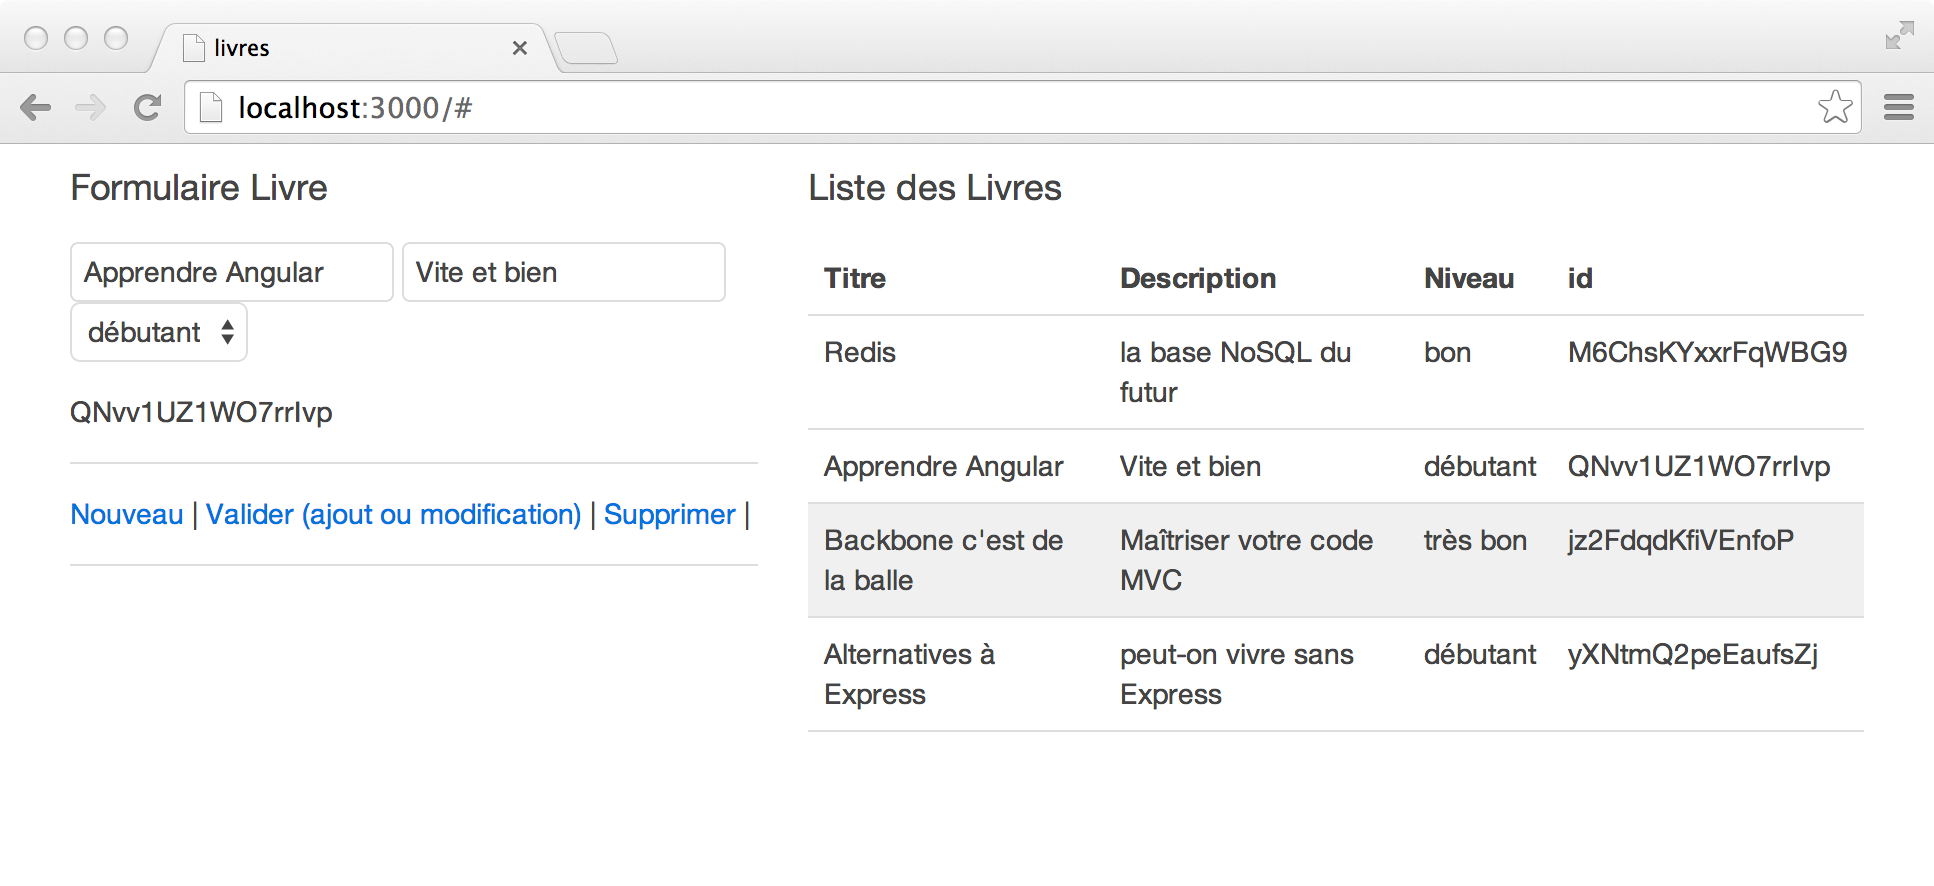 livres
localhost:3000/#
Formulaire Livre
Apprendre Angular
Vite et bien
débutant
QNvv1UZ1WO7rrIvp
Nouveau | Valider (ajout ou modification) | Supprimer |
Liste des Livres
Titre Description Niveau id
Redis la base NoSQL du bon M6ChsKYxxrFqWBG9
futur
Apprendre Angular Vite et bien débutant QNvv1UZ1WO7rrIvp
Backbone c'est de Maîtriser votre code très bon jz2FdqdKfiVEnfoP
la balle MVC
Alternatives à peut-on vivre sans débutant yXNtmQ2peEaufsZj
Express Express